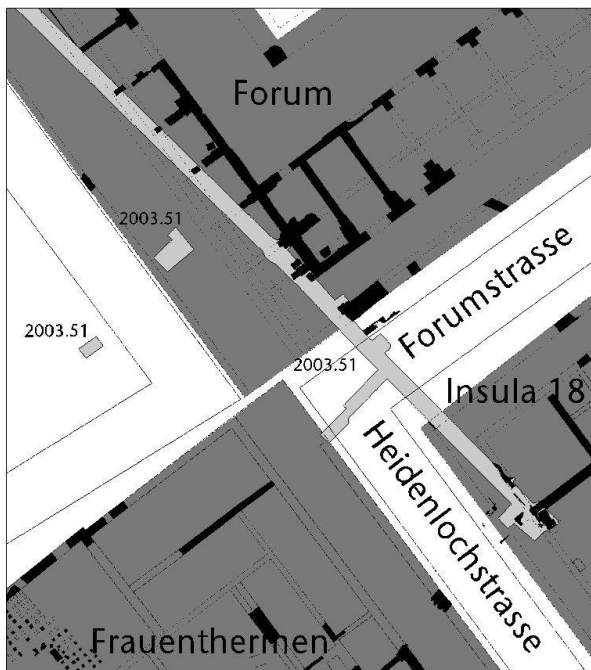 Forum
2003.51
Forumstrasse
2003.51
2003.51
Insula 18
Heidenlochstrasse
Frauenthermen